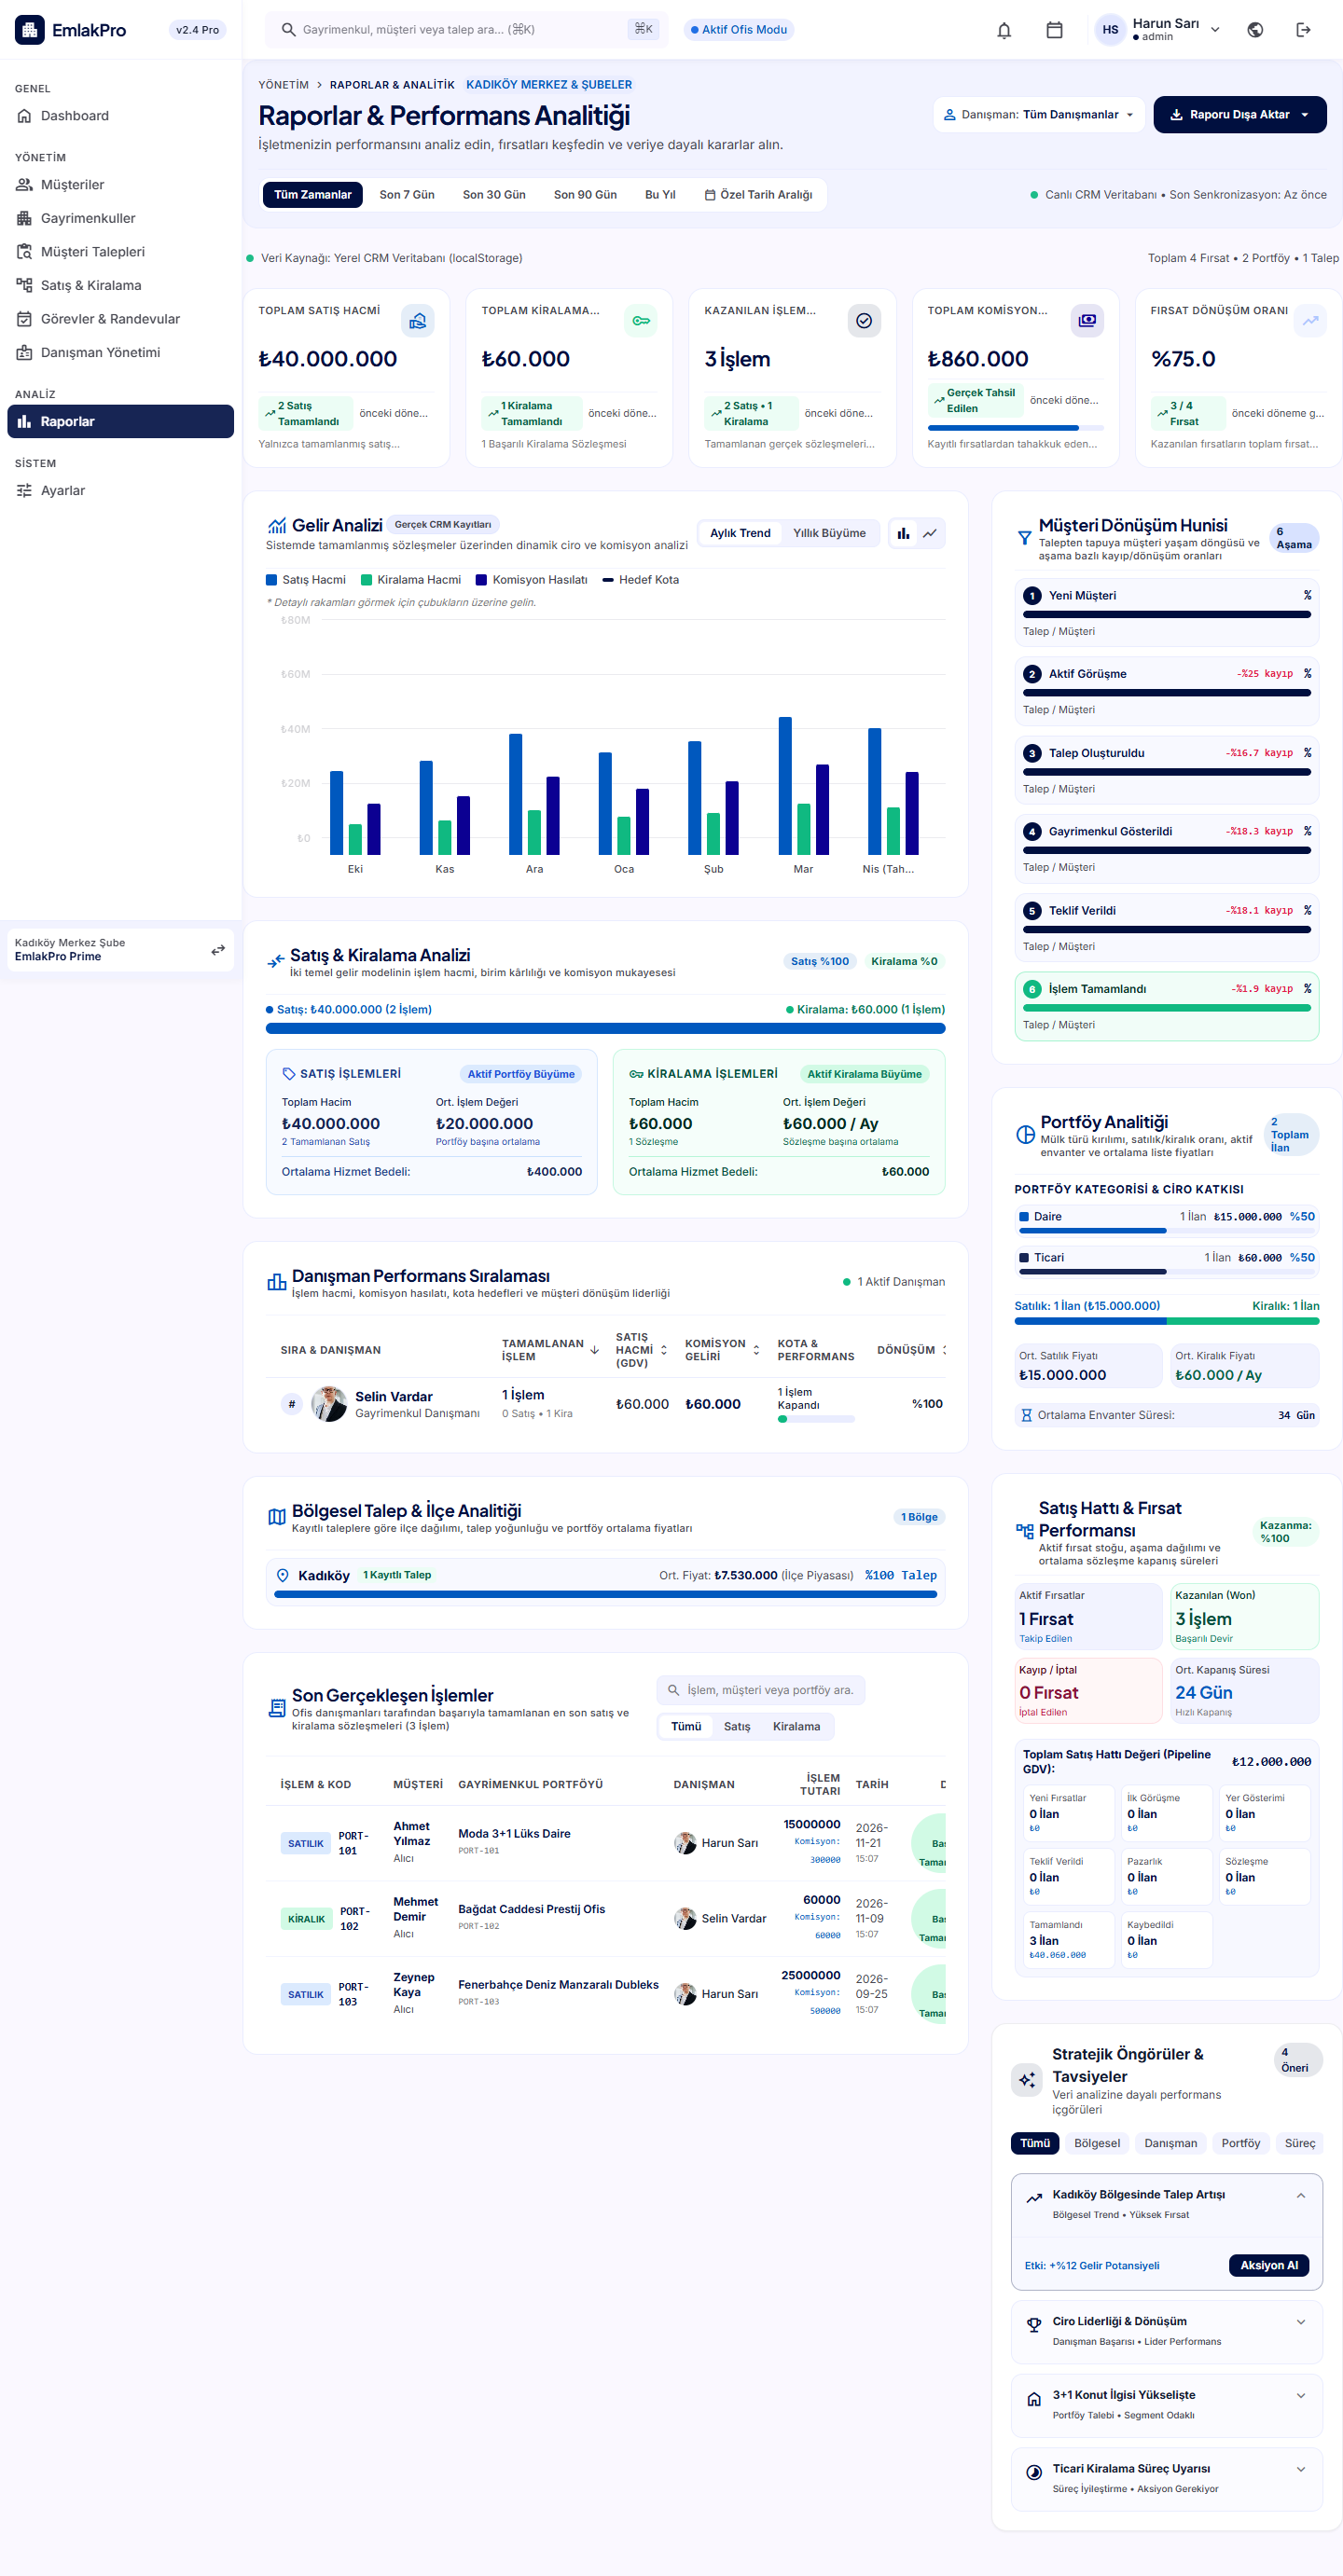 EmlakPro
v2.4 Pro
Gayrimenkul, müşteri veya talep ara... (⌘K)
⌘K
Aktif Ofis Modu
HS
Harun Sarı
admin
GENEL
Dashboard
YÖNETİM
Müşteriler
Gayrimenkuller
Müşteri Talepleri
Satış & Kiralama
Görevler & Randevular
Danışman Yönetimi
ANALİZ
Raporlar
SİSTEM
Ayarlar
Kadıköy Merkez Şube
EmlakPro Prime
YÖNETİM > RAPORLAR & ANALİTİK KADIKÖY MERKEZ & ŞUBELER
Raporlar & Performans Analitiği
İşletmenizin performansını analiz edin, fırsatları keşfedin ve veriye dayalı kararlar alın.
Danışman: Tüm Danışmanlar
Raporu Dışa Aktar
Tüm Zamanlar
Son 7 Gün
Son 30 Gün
Son 90 Gün
Bu Yıl
Özel Tarih Aralığı
Canlı CRM Veritabanı • Son Senkronizasyon: Az önce
Veri Kaynağı: Yerel CRM Veritabanı (localStorage)
Toplam 4 Fırsat • 2 Portföy • 1 Talep
TOPLAM SATIŞ HACMİ
₺40.000.000
2 Satış
Tamamlandı
önceki döne...
Yalnızca tamamlanmış satış...
TOPLAM KİRALAMA...
₺60.000
1 Kiralama
Tamamlandı
önceki döne...
1 Başarılı Kiralama Sözleşmesi
KAZANILAN İŞLEM...
3 İşlem
2 Satış • 1
Kiralama
önceki döne...
Tamamlanan gerçek sözleşmeleri...
TOPLAM KOMİSYON...
₺860.000
Gerçek Tahsil
Edilen
önceki döne...
Kayıtlı fırsatlardan tahakkuk eden...
FIRSAT DÖNÜŞÜM ORANI
%75.0
3 / 4
Fırsat
önceki döneme g...
Kazanılan fırsatların toplam fırsat...
Gelir Analizi
Gerçek CRM Kayıtları
Sistemde tamamlanmış sözleşmeler üzerinden dinamik ciro ve komisyon analizi
Aylık Trend
Yıllık Büyüme
Satış Hacmi
Kiralama Hacmi
Komisyon Hasılatı
Hedef Kota
* Detaylı rakamları görmek için çubukların üzerine gelin.
₺80M
₺60M
₺40M
₺20M
₺0
Eki
Kas
Ara
Oca
Şub
Mar
Nis (Tah...
Satış & Kiralama Analizi
İki temel gelir modelinin işlem hacmi, birim kârlılığı ve komisyon mukayesesi
Satış %100
Kiralama %0
Satış: ₺40.000.000 (2 İşlem)
Kiralama: ₺60.000 (1 İşlem)
SATIŞ İŞLEMLERİ
Aktif Portföy Büyüme
Toplam Hacim
Ort. İşlem Değeri
₺40.000.000
₺20.000.000
2 Tamamlanan Satış
Portföy başına ortalama
Ortalama Hizmet Bedeli:
₺400.000
KİRALAMA İŞLEMLERİ
Aktif Kiralama Büyüme
Toplam Hacim
Ort. İşlem Değeri
₺60.000
₺60.000 / Ay
1 Sözleşme
Sözleşme başına ortalama
Ortalama Hizmet Bedeli:
₺60.000
Danışman Performans Sıralaması
İşlem hacmi, komisyon hasılatı, kota hedefleri ve müşteri dönüşüm liderliği
1 Aktif Danışman
SIRA & DANIŞMAN
TAMAMLANAN
İŞLEM
SATIŞ
HACMİ
(GDV)
KOMİSYON
GELİRİ
KOTA &
PERFORMANS
DÖNÜŞÜM
#
Selin Vardar
Gayrimenkul Danışmanı
1 İşlem
0 Satış • 1 Kira
₺60.000
₺60.000
1 İşlem
Kapandı
%100
Bölgesel Talep & İlçe Analitiği
Kayıtlı taleplere göre ilçe dağılımı, talep yoğunluğu ve portföy ortalama fiyatları
1 Bölge
Kadıköy
1 Kayıtlı Talep
Ort. Fiyat: ₺7.530.000 (İlçe Piyasası)
%100 Talep
Son Gerçekleşen İşlemler
Ofis danışmanları tarafından başarıyla tamamlanan en son satış ve
kiralama sözleşmeleri (3 İşlem)
İşlem, müşteri veya portföy ara.
Tümü
Satış
Kiralama
İŞLEM & KOD
MÜŞTERİ
GAYRİMENKUL PORTFÖYÜ
DANIŞMAN
İŞLEM
TUTARI
TARİH
D
SATILIK
PORT-
101
Ahmet
Yılmaz
Alıcı
Moda 3+1 Lüks Daire
PORT-101
Harun Sarı
15000000
Komisyon:
300000
2026-
11-21
15:07
Baş
Tamar
KİRALIK
PORT-
102
Mehmet
Demir
Alıcı
Bağdat Caddesi Prestij Ofis
PORT-102
Selin Vardar
60000
Komisyon:
60000
2026-
11-09
15:07
Baş
Tamar
SATILIK
PORT-
103
Zeynep
Kaya
Alıcı
Fenerbahçe Deniz Manzaralı Dubleks
PORT-103
Harun Sarı
25000000
Komisyon:
500000
2026-
09-25
15:07
Baş
Tamar
Müşteri Dönüşüm Hunisi
Talepten tapuya müşteri yaşam döngüsü ve
aşama bazlı kayıp/dönüşüm oranları
6
Aşama
1 Yeni Müşteri %
Talep / Müşteri
2 Aktif Görüşme -%25 kayıp %
Talep / Müşteri
3 Talep Oluşturuldu -%16.7 kayıp %
Talep / Müşteri
4 Gayrimenkul Gösterildi -%18.3 kayıp %
Talep / Müşteri
5 Teklif Verildi -%18.1 kayıp %
Talep / Müşteri
6 İşlem Tamamlandı -%1.9 kayıp %
Talep / Müşteri
Portföy Analitiği
Mülk türü kırılımı, satılık/kiralık oranı, aktif
envanter ve ortalama liste fiyatları
2
Toplam
İlan
PORTFÖY KATEGORİSİ & CİRO KATKISI
Daire 1 İlan ₺15.000.000 %50
Ticari 1 İlan ₺60.000 %50
Satılık: 1 İlan (₺15.000.000)
Kiralık: 1 İlan
Ort. Satılık Fiyatı
₺15.000.000
Ort. Kiralık Fiyatı
₺60.000 / Ay
Ortalama Envanter Süresi:
34 Gün
Satış Hattı & Fırsat
Performansı
Aktif fırsat stoğu, aşama dağılımı ve
ortalama sözleşme kapanış süreleri
Kazanma:
%100
Aktif Fırsatlar
1 Fırsat
Takip Edilen
Kazanılan (Won)
3 İşlem
Başarılı Devir
Kayıp / İptal
0 Fırsat
İptal Edilen
Ort. Kapanış Süresi
24 Gün
Hızlı Kapanış
Toplam Satış Hattı Değeri (Pipeline
GDV):
₺12.000.000
Yeni Fırsatlar
0 İlan
₺0
İlk Görüşme
0 İlan
₺0
Yer Gösterimi
0 İlan
₺0
Teklif Verildi
0 İlan
₺0
Pazarlık
0 İlan
₺0
Sözleşme
0 İlan
₺0
Tamamlandı
3 İlan
₺40.060.000
Kaybedildi
0 İlan
₺0
Stratejik Öngörüler &
Tavsiyeler
Veri analizine dayalı performans
içgörüleri
4
Öneri
Tümü
Bölgesel
Danışman
Portföy
Süreç
Kadıköy Bölgesinde Talep Artışı
Bölgesel Trend • Yüksek Fırsat
Etki: +%12 Gelir Potansiyeli
Aksiyon Al
Ciro Liderliği & Dönüşüm
Danışman Başarısı • Lider Performans
3+1 Konut İlgisi Yükselişte
Portföy Talebi • Segment Odaklı
Ticari Kiralama Süreç Uyarısı
Süreç İyileştirme • Aksiyon Gerekiyor